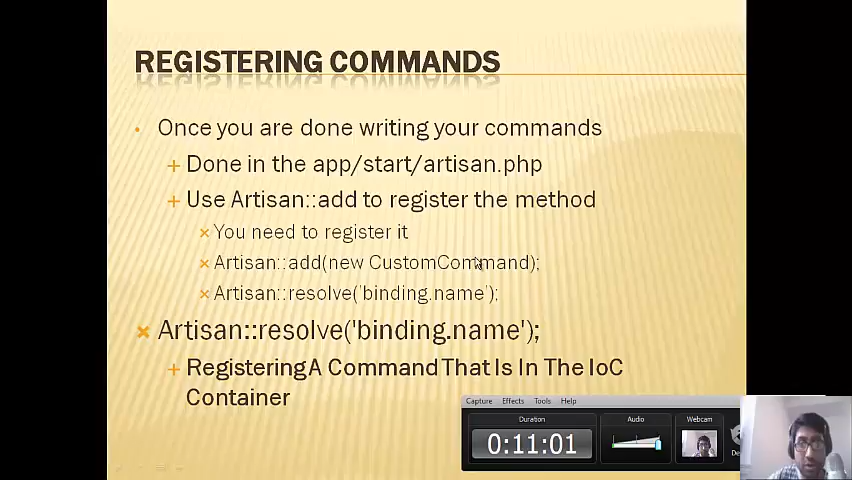 REGISTERING COMMANDS
Once you are done writing your commands
Done in the app/start/artisan.php
Use Artisan::add to register the method
You need to register it
Artisan::add(new CustomCommand);
Artisan::resolve('binding.name');
Artisan::resolve('binding.name');
Registering A Command That Is In The IoC
Container
Capture Effects Tools Help
Duration Audio Webcam
0:11:01